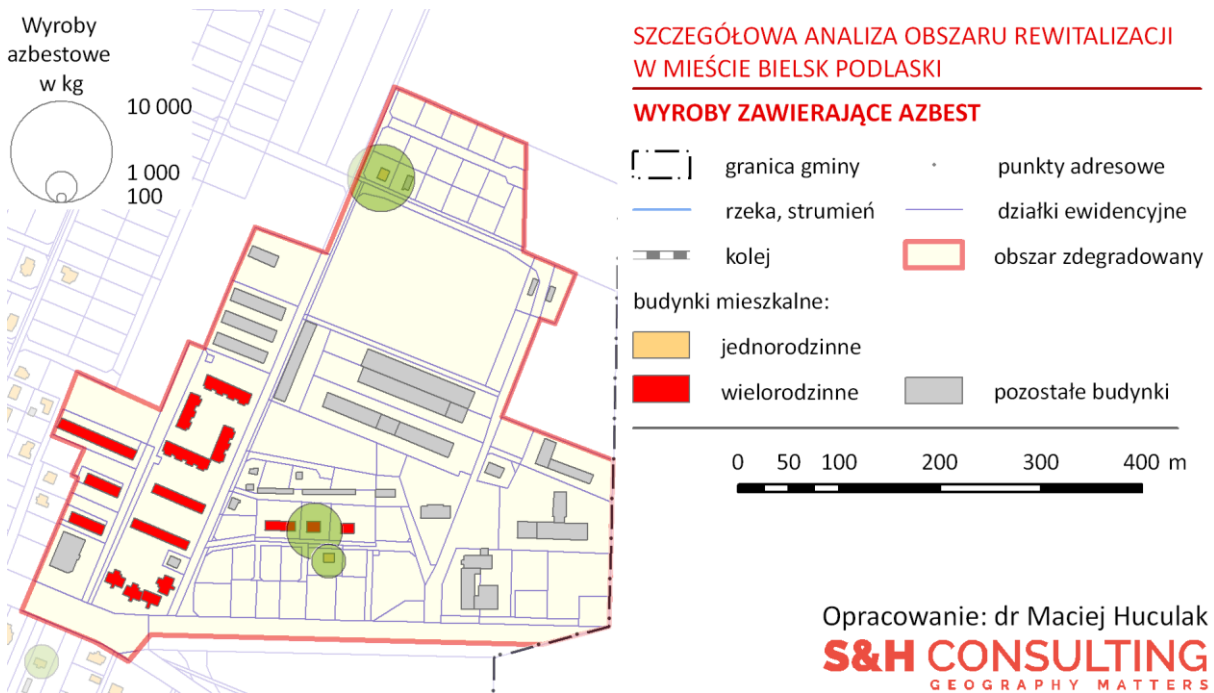 Wyroby
azbestowe
w kg
10 000
1 000
100
SZCZEGÓŁOWA ANALIZA OBSZARU REWITALIZACJI
W MIEŚCIE BIELSK PODLASKI
WYROBY ZAWIERAJĄCE AZBEST
granica gminy
punkty adresowe
rzeka, strumień
działki ewidencyjne
kolej
obszar zdegradowany
budynki mieszkalne:
jednorodzinne
wielorodzinne
pozostałe budynki
0 50 100 200 300 400 m
Opracowanie: dr Maciej Huculak
S&H CONSULTING
GEOGRAPHY MATTERS